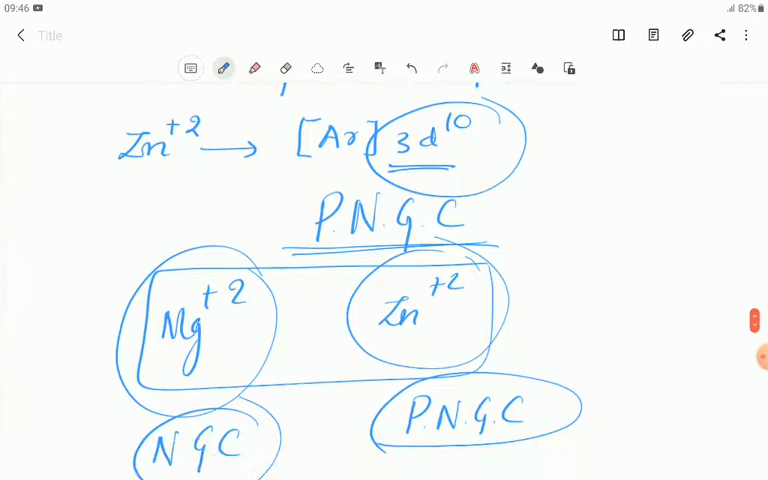 09:46 82%
Title
Zn+2 → [Ar] 3d10
P.N.G.C
Mg+2 Zn+2
NGC P.N.G.C